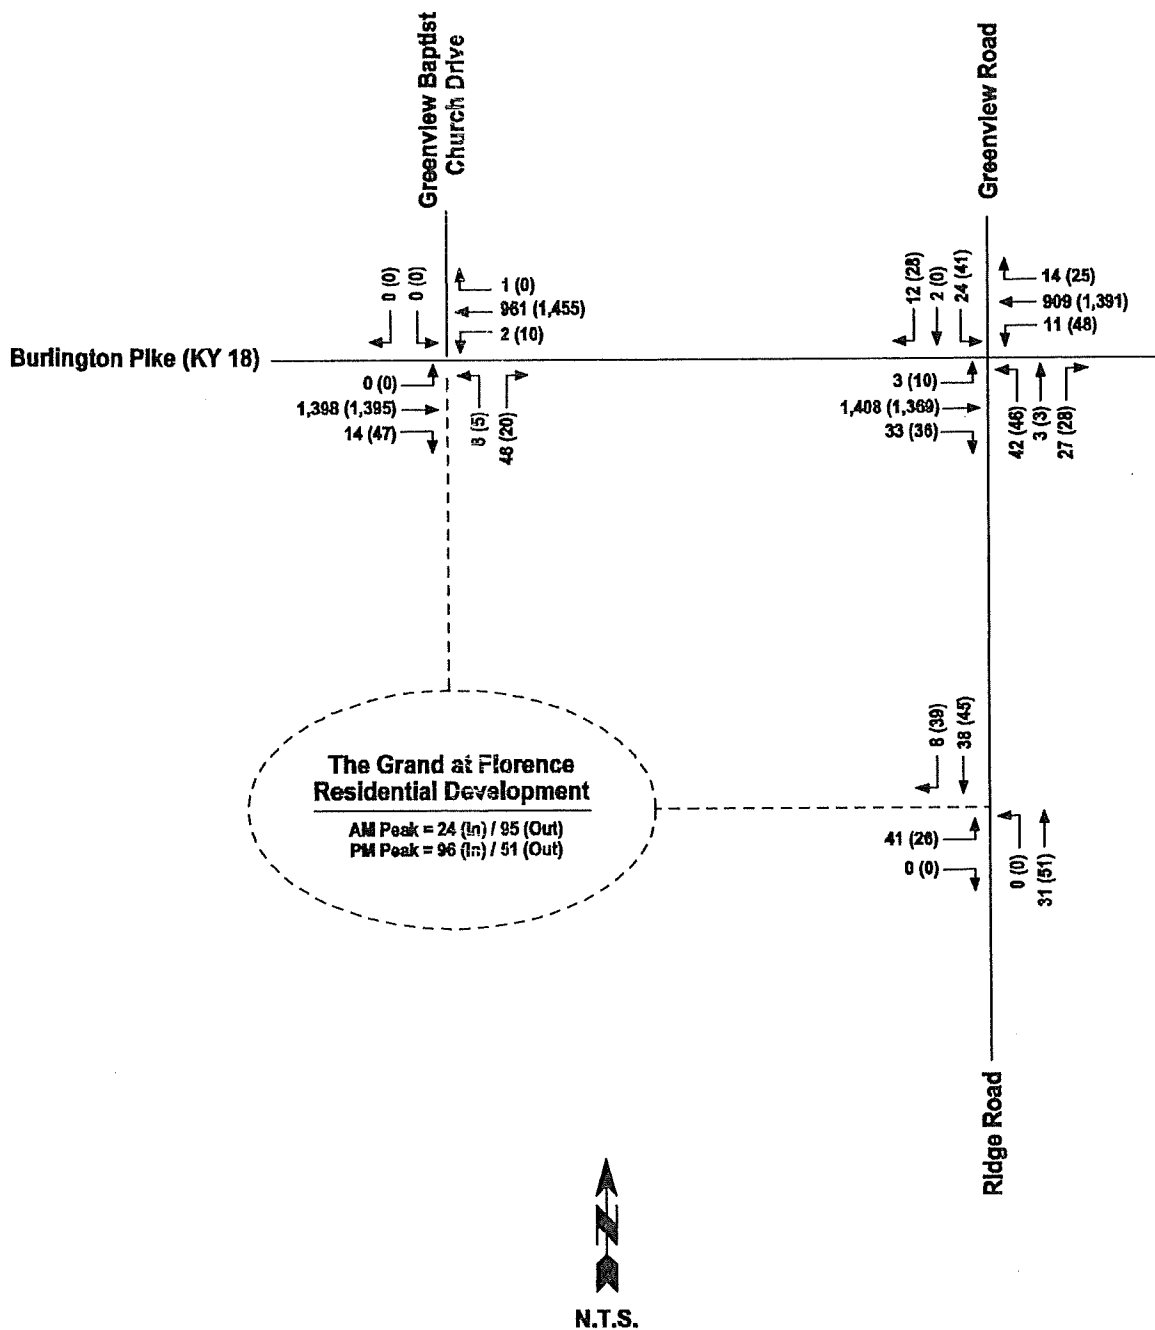 Greenview Baptist
Church Drive
Greenview Road
0 (0)
0 (0)
1 (0)
961 (1,455)
2 (10)
12 (28)
2 (0)
24 (41)
14 (25)
909 (1,391)
11 (48)
Burlington Pike (KY 18)
0 (0)
1,398 (1,395)
14 (47)
8 (5)
48 (20)
3 (10)
1,408 (1,369)
33 (36)
42 (46)
3 (3)
27 (28)
8 (39)
38 (45)
The Grand at Florence
Residential Development
AM Peak = 24 (In) / 95 (Out)
PM Peak = 96 (In) / 51 (Out)
41 (26)
0 (0)
0 (0)
31 (51)
Ridge Road
N
N.T.S.